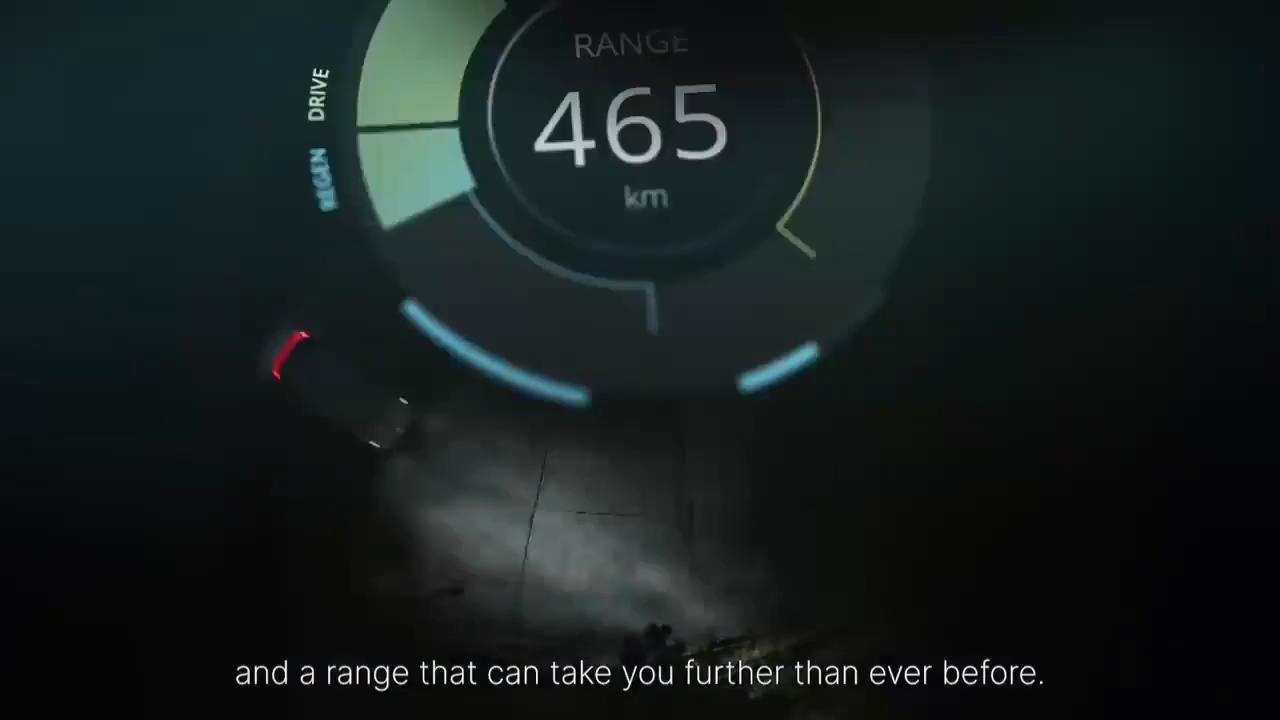 RANGE
465
km
DRIVE
REGEN
and a range that can take you further than ever before.